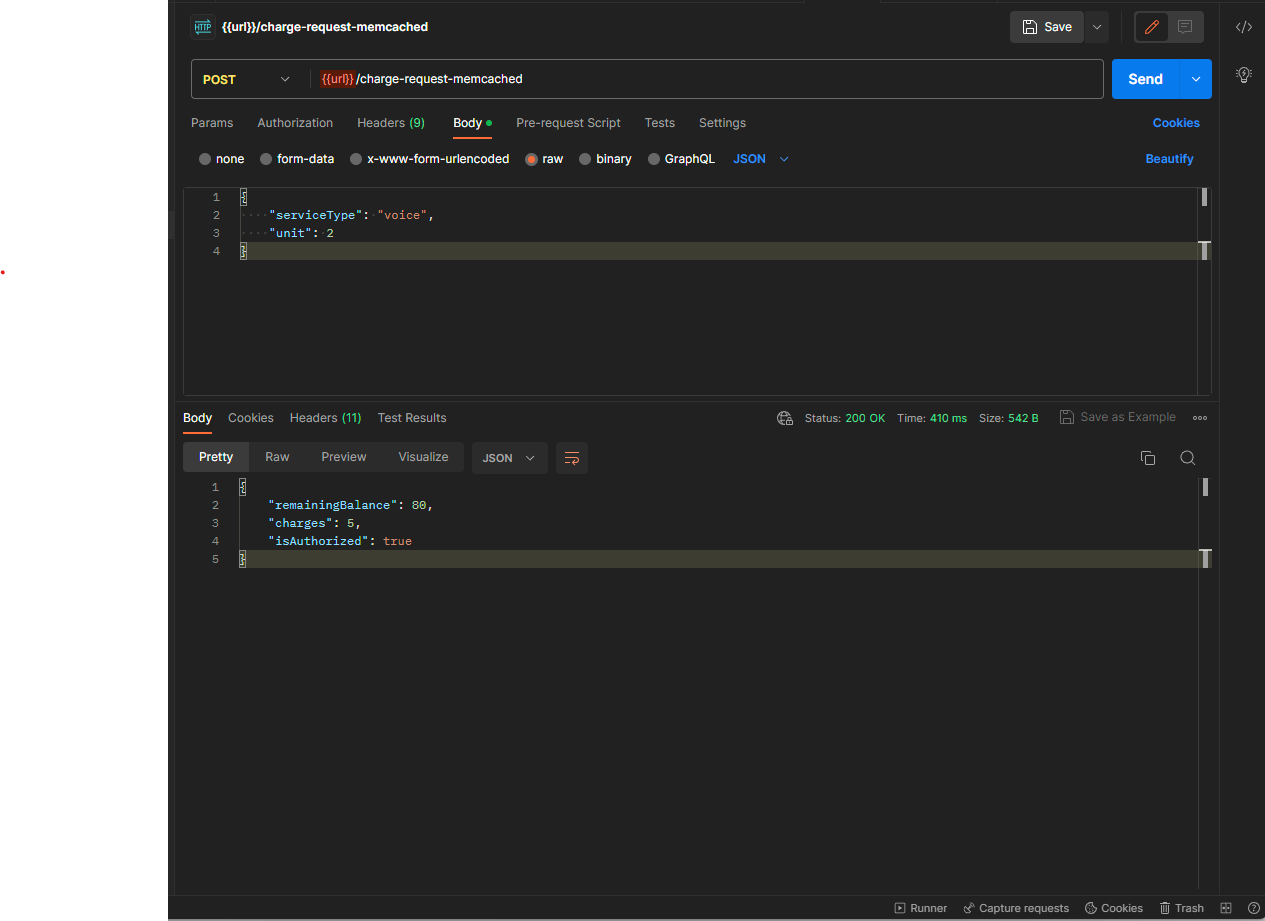 HTTP {{url}}/charge-request-memcached Save
POST {{url}}/charge-request-memcached Send
Params Authorization Headers (9) Body Pre-request Script Tests Settings Cookies
none form-data x-www-form-urlencoded raw binary GraphQL JSON Beautify
1 {
2 "serviceType": "voice",
3 "unit": 2
4 }
Body Cookies Headers (11) Test Results Status: 200 OK Time: 410 ms Size: 542 B Save as Example
Pretty Raw Preview Visualize JSON
1 {
2 "remainingBalance": 80,
3 "charges": 5,
4 "isAuthorized": true
5 }
Runner Capture requests Cookies Trash